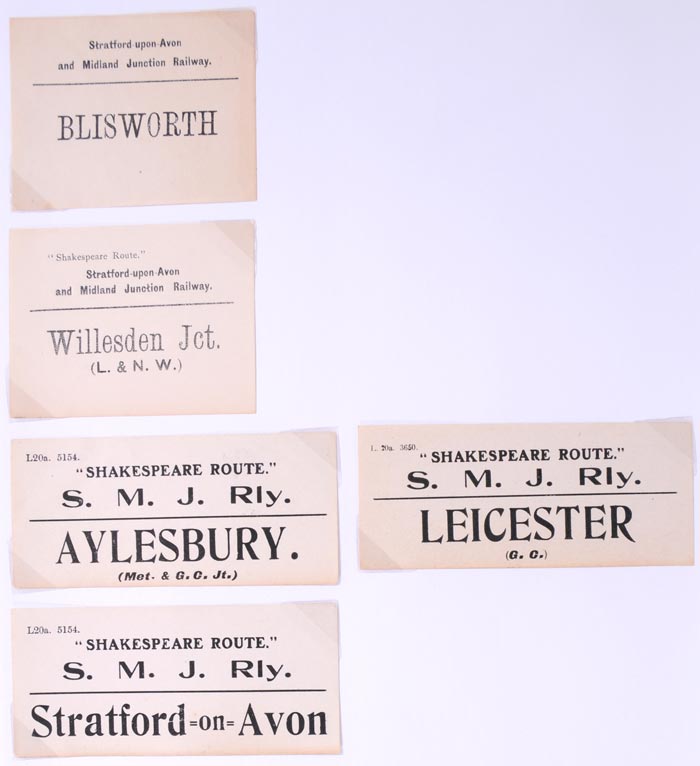 Stratford-upon-Avon
and Midland Junction Railway.
BLISWORTH
"Shakespeare Route."
Stratford-upon-Avon
and Midland Junction Railway.
Willesden Jct.
(L. & N. W.)
L20a. 5154.
"SHAKESPEARE ROUTE."
S. M. J. Rly.
AYLESBURY.
(Met. & G. C. Jt.)
L. 20a. 3650.
"SHAKESPEARE ROUTE."
S. M. J. Rly.
LEICESTER
(G. C.)
L20a. 5154.
"SHAKESPEARE ROUTE."
S. M. J. Rly.
Stratford=on=Avon